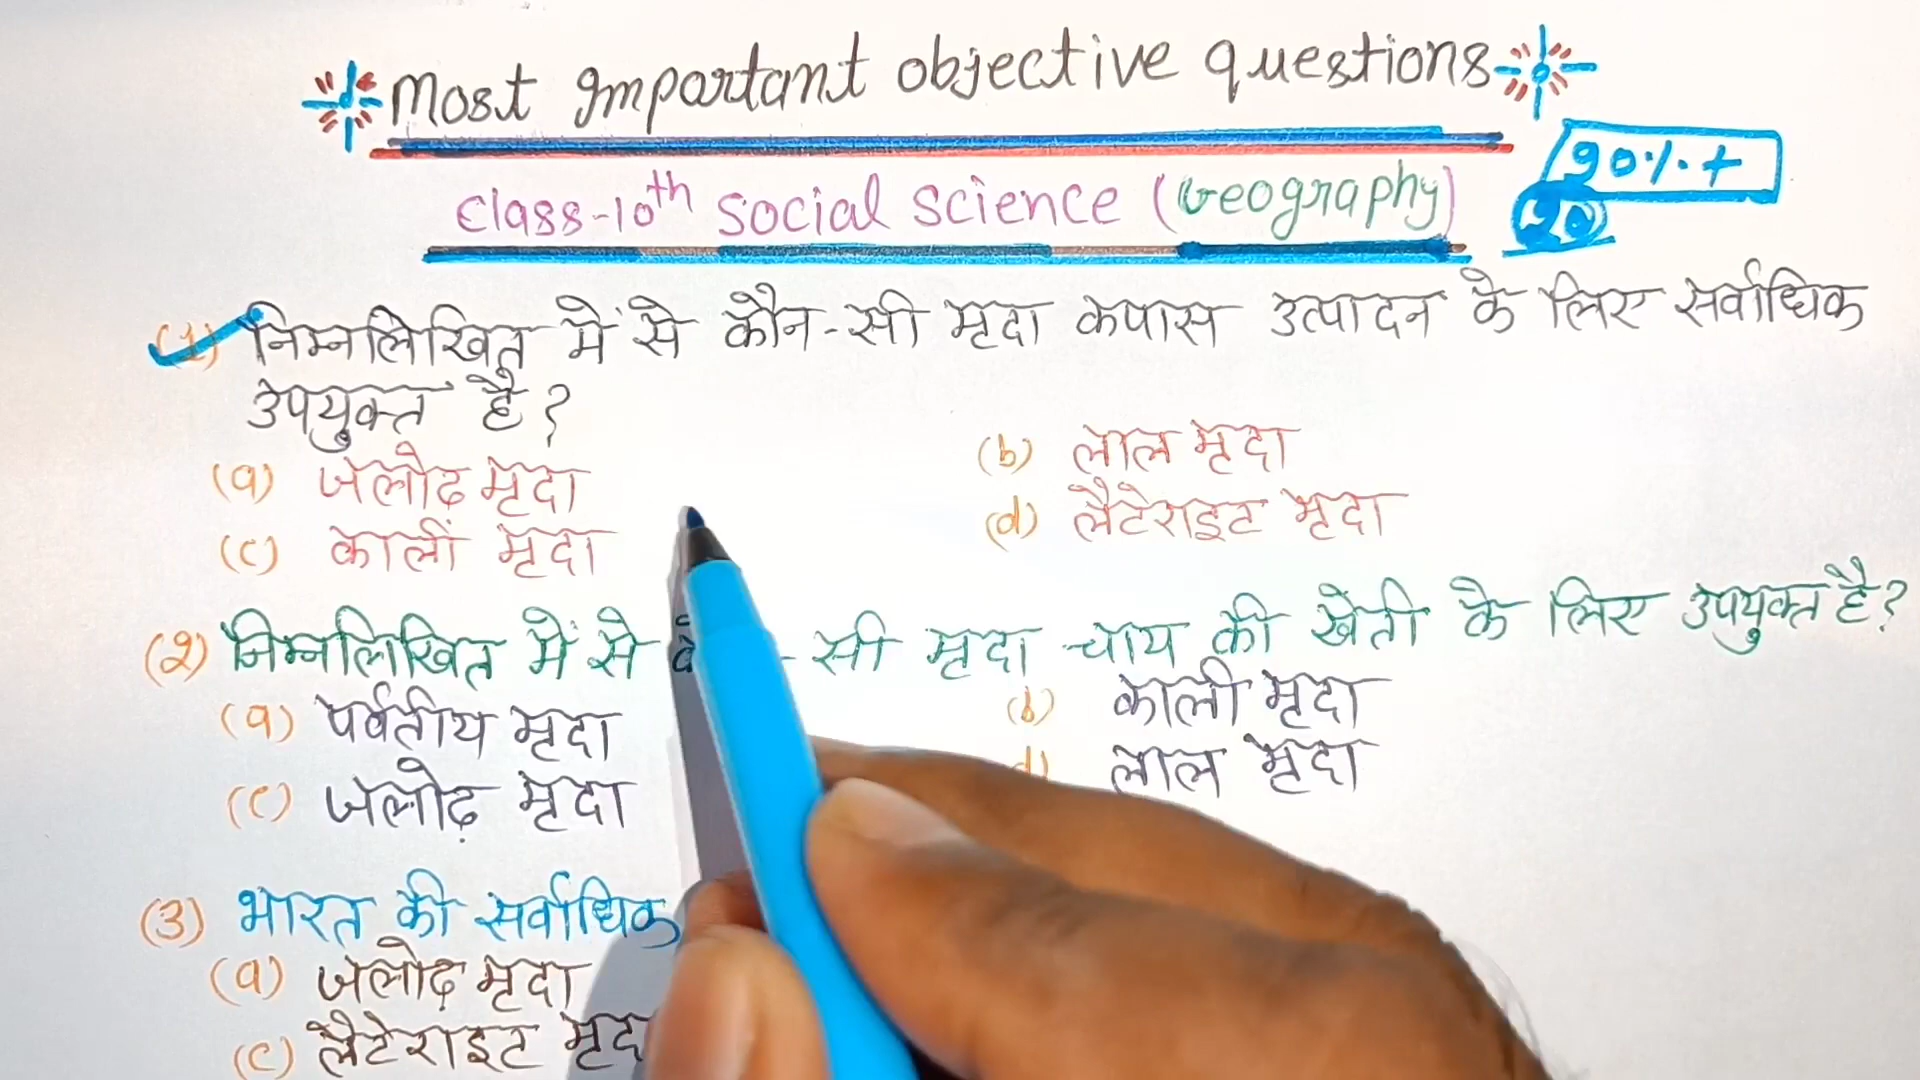 Most Important objective questions
90%+
20
Class-10th Social Science (Geography)
(1) निम्नलिखित में से कौन-सी मृदा कपास उत्पादन के लिए सर्वाधिक
उपयुक्त है?
(a) जलोढ़ मृदा (b) लाल मृदा
(c) काली मृदा (d) लैटेराइट मृदा
(2) निम्नलिखित में से - सी मृदा चाय की खेती के लिए उपयुक्त है?
(a) पर्वतीय मृदा (b) काली मृदा
(c) जलोढ़ मृदा लाल मृदा
(3) भारत की सर्वाधिक
(a) जलोढ़ मृदा
(c) लैटेराइट